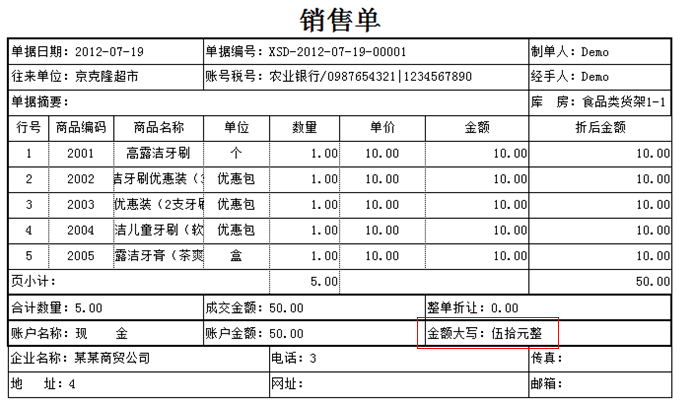 销售单
单据日期：2012-07-19 单据编号：XSD-2012-07-19-00001 制单人：Demo
往来单位：京克隆超市 账号税号：农业银行/0987654321|1234567890 经手人：Demo
单据摘要： 库 房：食品类货架1-1
行号 商品编码 商品名称 单位 数量 单价 金额 折后金额
1 2001 高露洁牙刷 个 1.00 10.00 10.00 10.00
2 2002 洁牙刷优惠装（3 优惠包 1.00 10.00 10.00 10.00
3 2003 优惠装（2支牙刷 优惠包 1.00 10.00 10.00 10.00
4 2004 洁儿童牙刷（软 优惠包 1.00 10.00 10.00 10.00
5 2005 露洁牙膏（茶爽 盒 1.00 10.00 10.00 10.00
页小计： 5.00 50.00
合计数量：5.00 成交金额：50.00 整单折让：0.00
账户名称：现 金 账户金额：50.00 金额大写：伍拾元整
企业名称：某某商贸公司 电话：3 传真：
地 址：4 网址： 邮箱：